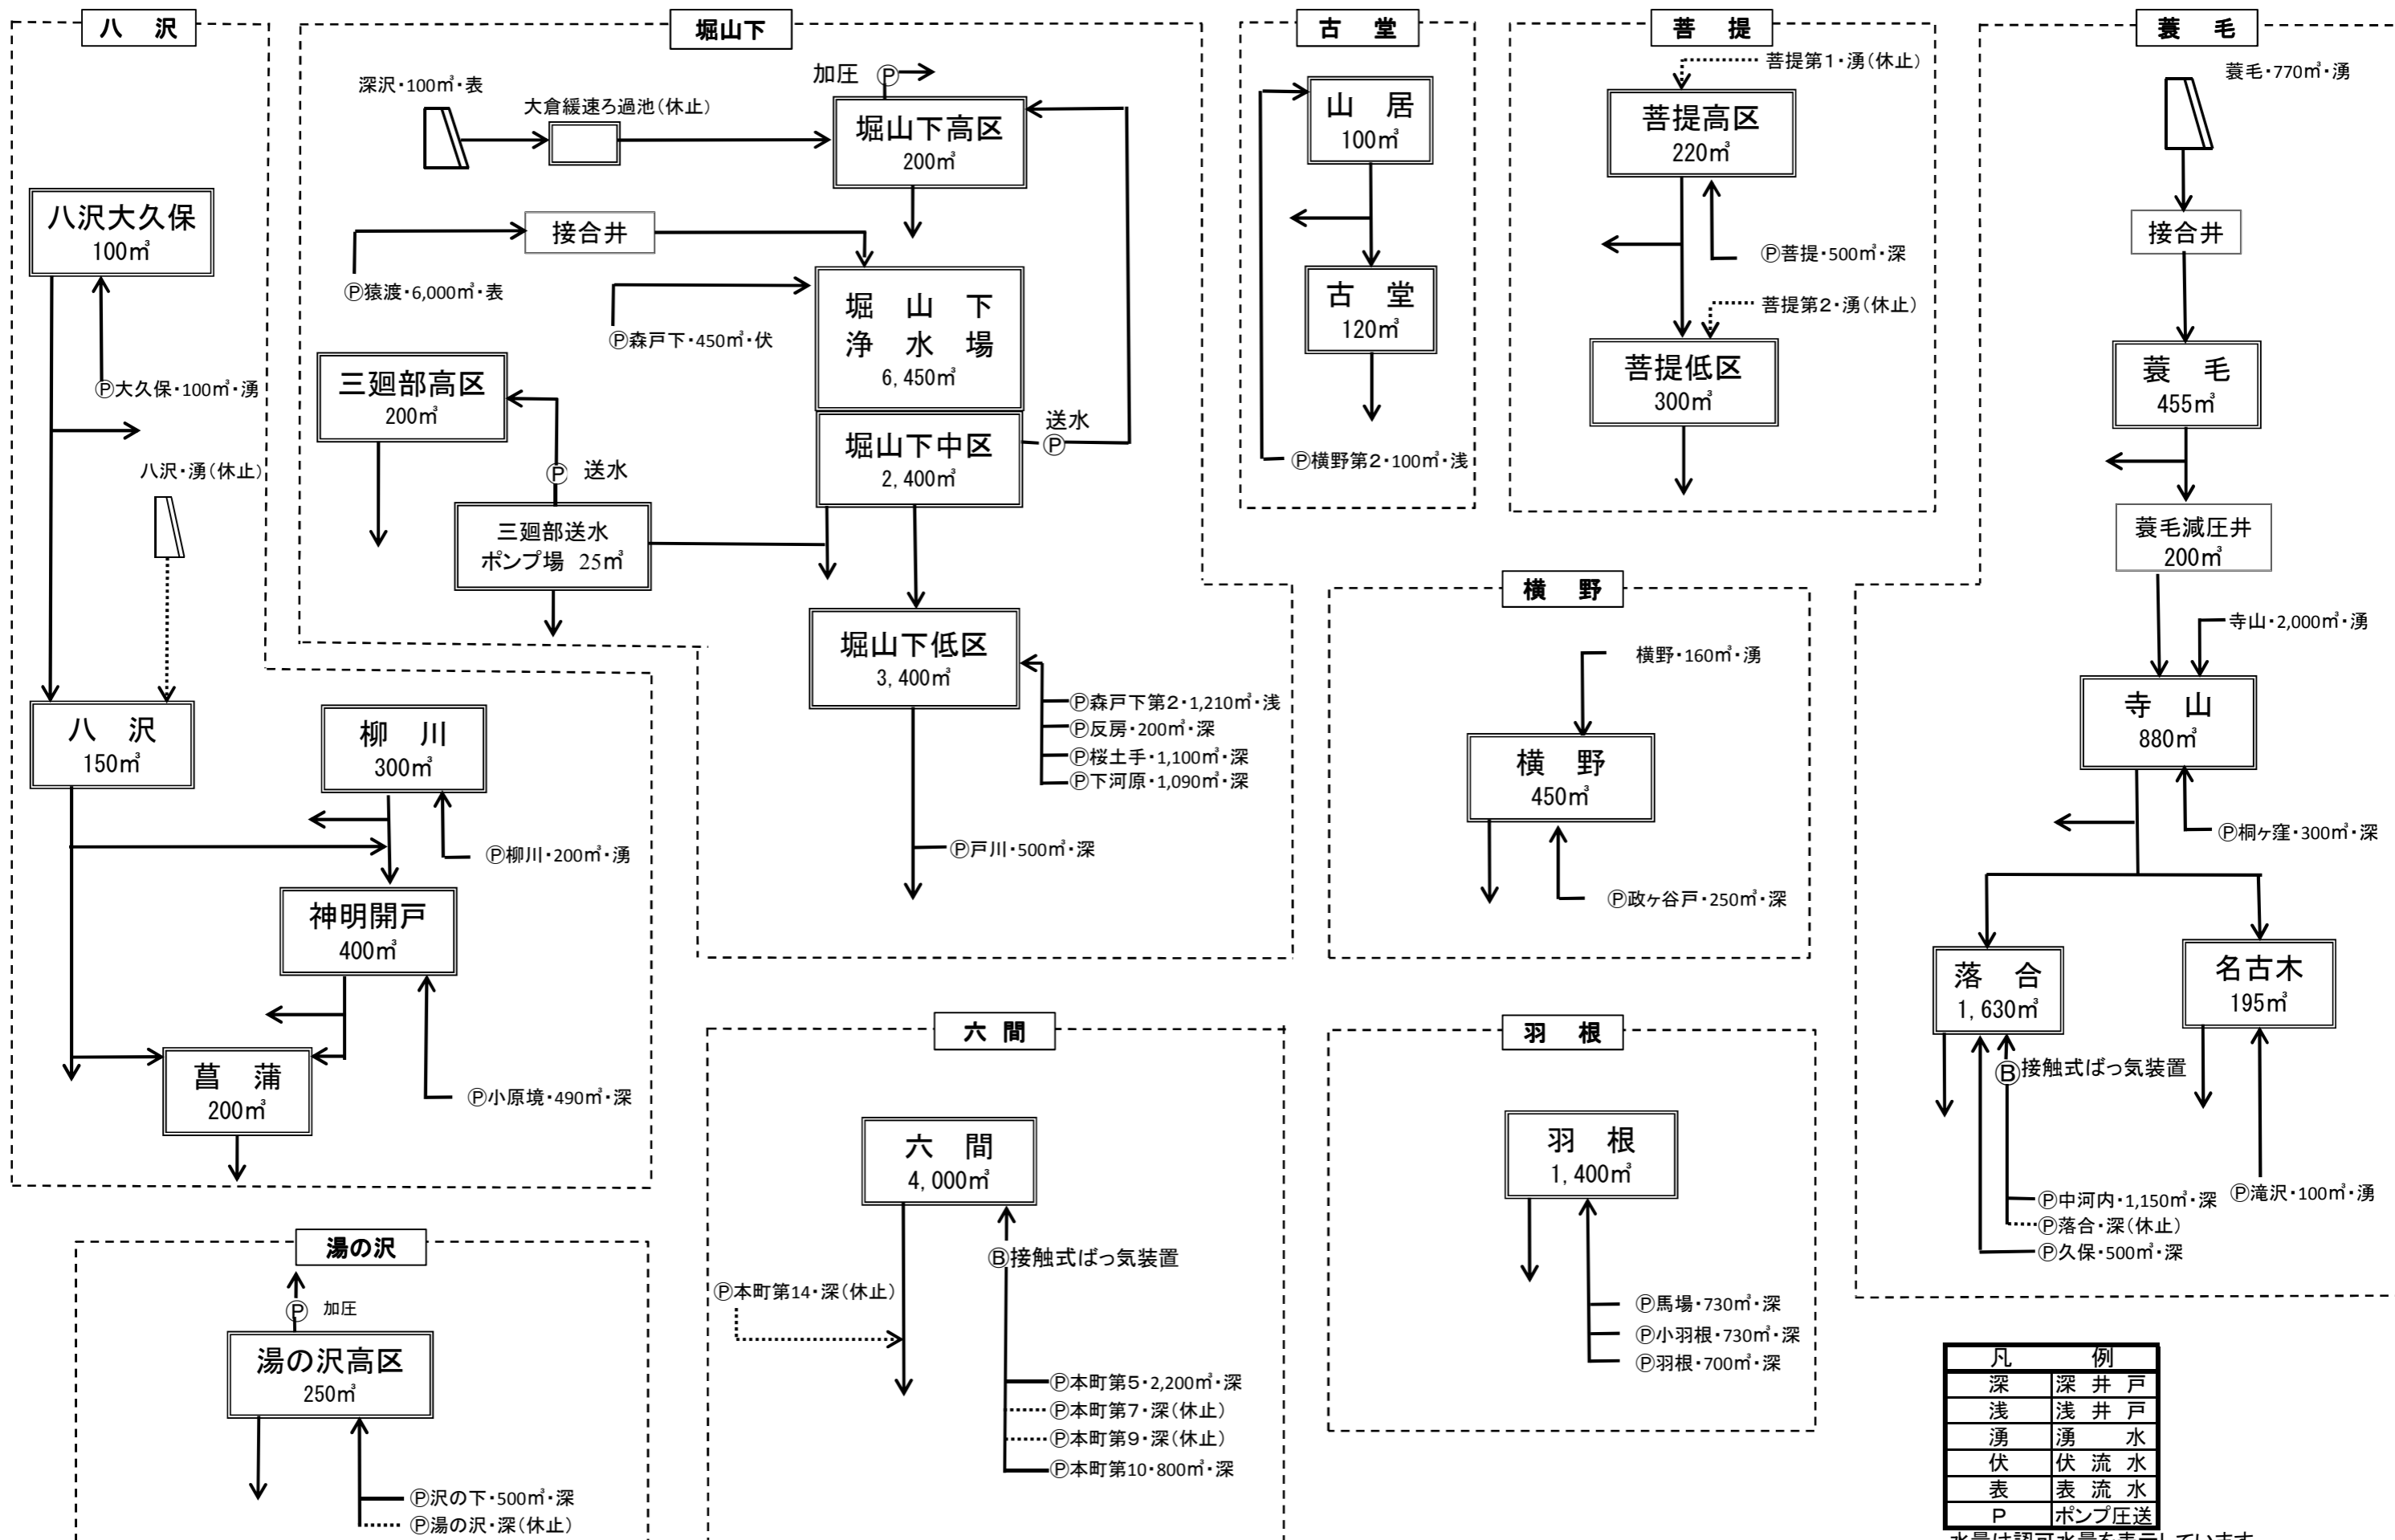 八　沢
八沢大久保
100㎥
Ⓟ大久保・100㎥・湧
八沢・湧(休止)
八　沢
150㎥
柳　川
300㎥
Ⓟ柳川・200㎥・湧
神明開戸
400㎥
Ⓟ小原境・490㎥・深
菖　蒲
200㎥
堀山下
深沢・100㎥・表
大倉緩速ろ過池(休止)
加圧 Ⓟ
堀山下高区
200㎥
接合井
Ⓟ猿渡・6,000㎥・表
Ⓟ森戸下・450㎥・伏
堀　山　下
浄　水　場
6,450㎥
三廻部高区
200㎥
Ⓟ 送水
堀山下中区
2,400㎥
送水
Ⓟ
三廻部送水
ポンプ場 25㎥
堀山下低区
3,400㎥
Ⓟ森戸下第２・1,210㎥・浅
Ⓟ反房・200㎥・深
Ⓟ桜土手・1,100㎥・深
Ⓟ下河原・1,090㎥・深
Ⓟ戸川・500㎥・深
古　堂
山　居
100㎥
古　堂
120㎥
Ⓟ横野第２・100㎥・浅
菩　提
菩提第１・湧(休止)
菩提高区
220㎥
Ⓟ菩提・500㎥・深
菩提第２・湧(休止)
菩提低区
300㎥
蓑　毛
蓑毛・770㎥・湧
接合井
蓑　毛
455㎥
蓑毛減圧井
200㎥
寺山・2,000㎥・湧
寺　山
880㎥
Ⓟ桐ヶ窪・300㎥・深
落　合
1,630㎥
名古木
195㎥
Ⓑ接触式ばっ気装置
Ⓟ中河内・1,150㎥・深
Ⓟ滝沢・100㎥・湧
Ⓟ落合・深(休止)
Ⓟ久保・500㎥・深
横　野
横野・160㎥・湧
横　野
450㎥
Ⓟ政ヶ谷戸・250㎥・深
湯の沢
Ⓟ 加圧
湯の沢高区
250㎥
Ⓟ沢の下・500㎥・深
Ⓟ湯の沢・深(休止)
六 間
六　間
4,000㎥
Ⓑ接触式ばっ気装置
Ⓟ本町第14・深(休止)
Ⓟ本町第５・2,200㎥・深
Ⓟ本町第７・深(休止)
Ⓟ本町第９・深(休止)
Ⓟ本町第10・800㎥・深
羽　根
羽　根
1,400㎥
Ⓟ馬場・730㎥・深
Ⓟ小羽根・730㎥・深
Ⓟ羽根・700㎥・深
凡　例
深 深 井 戸
浅 浅 井 戸
湧 湧　水
伏 伏 流 水
表 表 流 水
Ｐ ポンプ圧送
水量は認可水量を表示しています